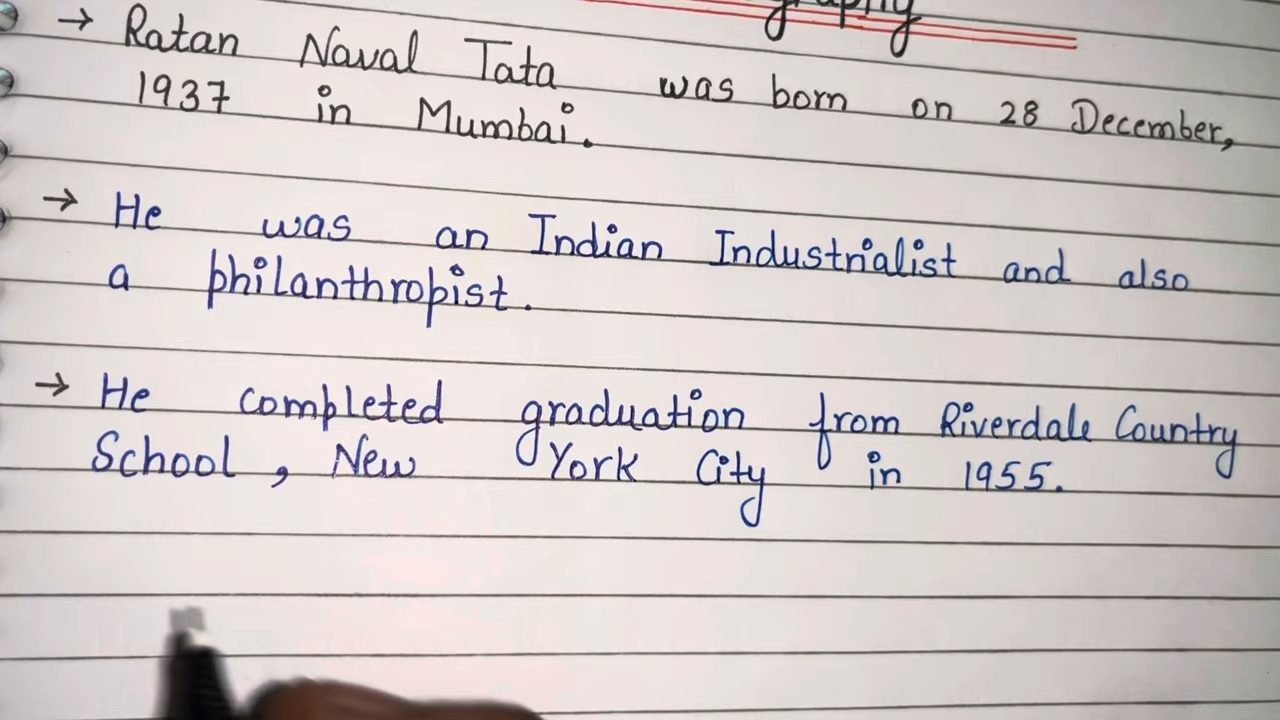 → Ratan Naval Tata was born on 28 December,
1937 in Mumbai.
→ He was an Indian Industrialist and also
a philanthropist.
→ He completed graduation from Riverdale Country
School, New York City in 1955.